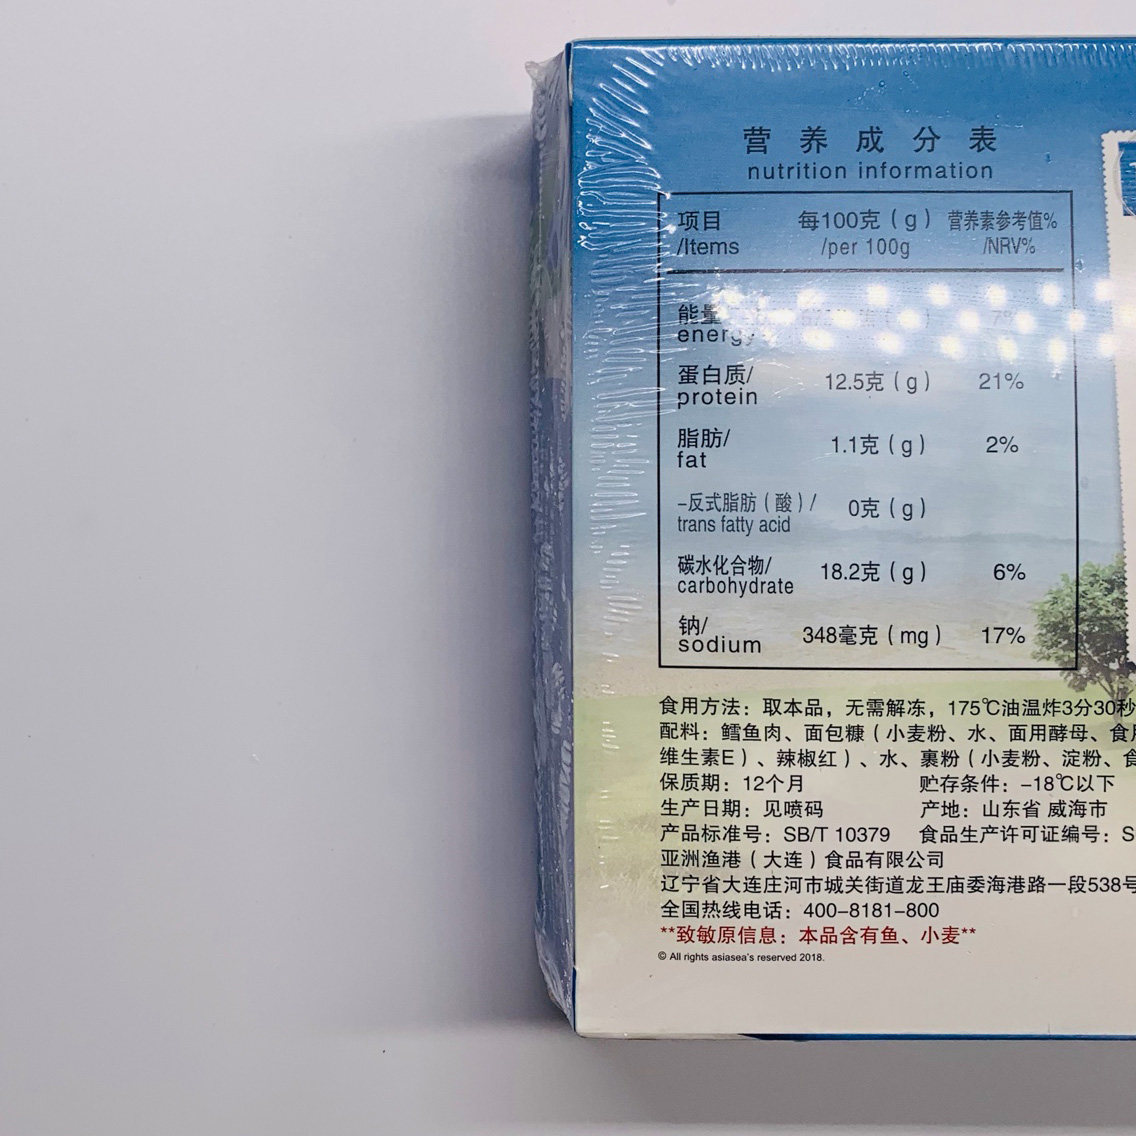 营养成分表
nutrition information
项目 每100克（g） 营养素参考值%
/Items /per 100g /NRV%
能量
energy
蛋白质/ 12.5克（g） 21%
protein
脂肪/ 1.1克（g） 2%
fat
-反式脂肪（酸）/ 0克（g）
trans fatty acid
碳水化合物/ 18.2克（g） 6%
carbohydrate
钠/ 348毫克（mg） 17%
sodium
食用方法：取本品，无需解冻，175℃油温炸3分30秒
配料：鳕鱼肉、面包糠（小麦粉、水、面用酵母、食用
维生素E）、辣椒红）、水、裹粉（小麦粉、淀粉、食
保质期：12个月 贮存条件：-18℃以下
生产日期：见喷码 产地：山东省 威海市
产品标准号：SB/T 10379 食品生产许可证编号：S
亚洲渔港（大连）食品有限公司
辽宁省大连庄河市城关街道龙王庙委海港路一段538号
全国热线电话：400-8181-800
**致敏原信息：本品含有鱼、小麦**
© All rights asiasea's reserved 2018.